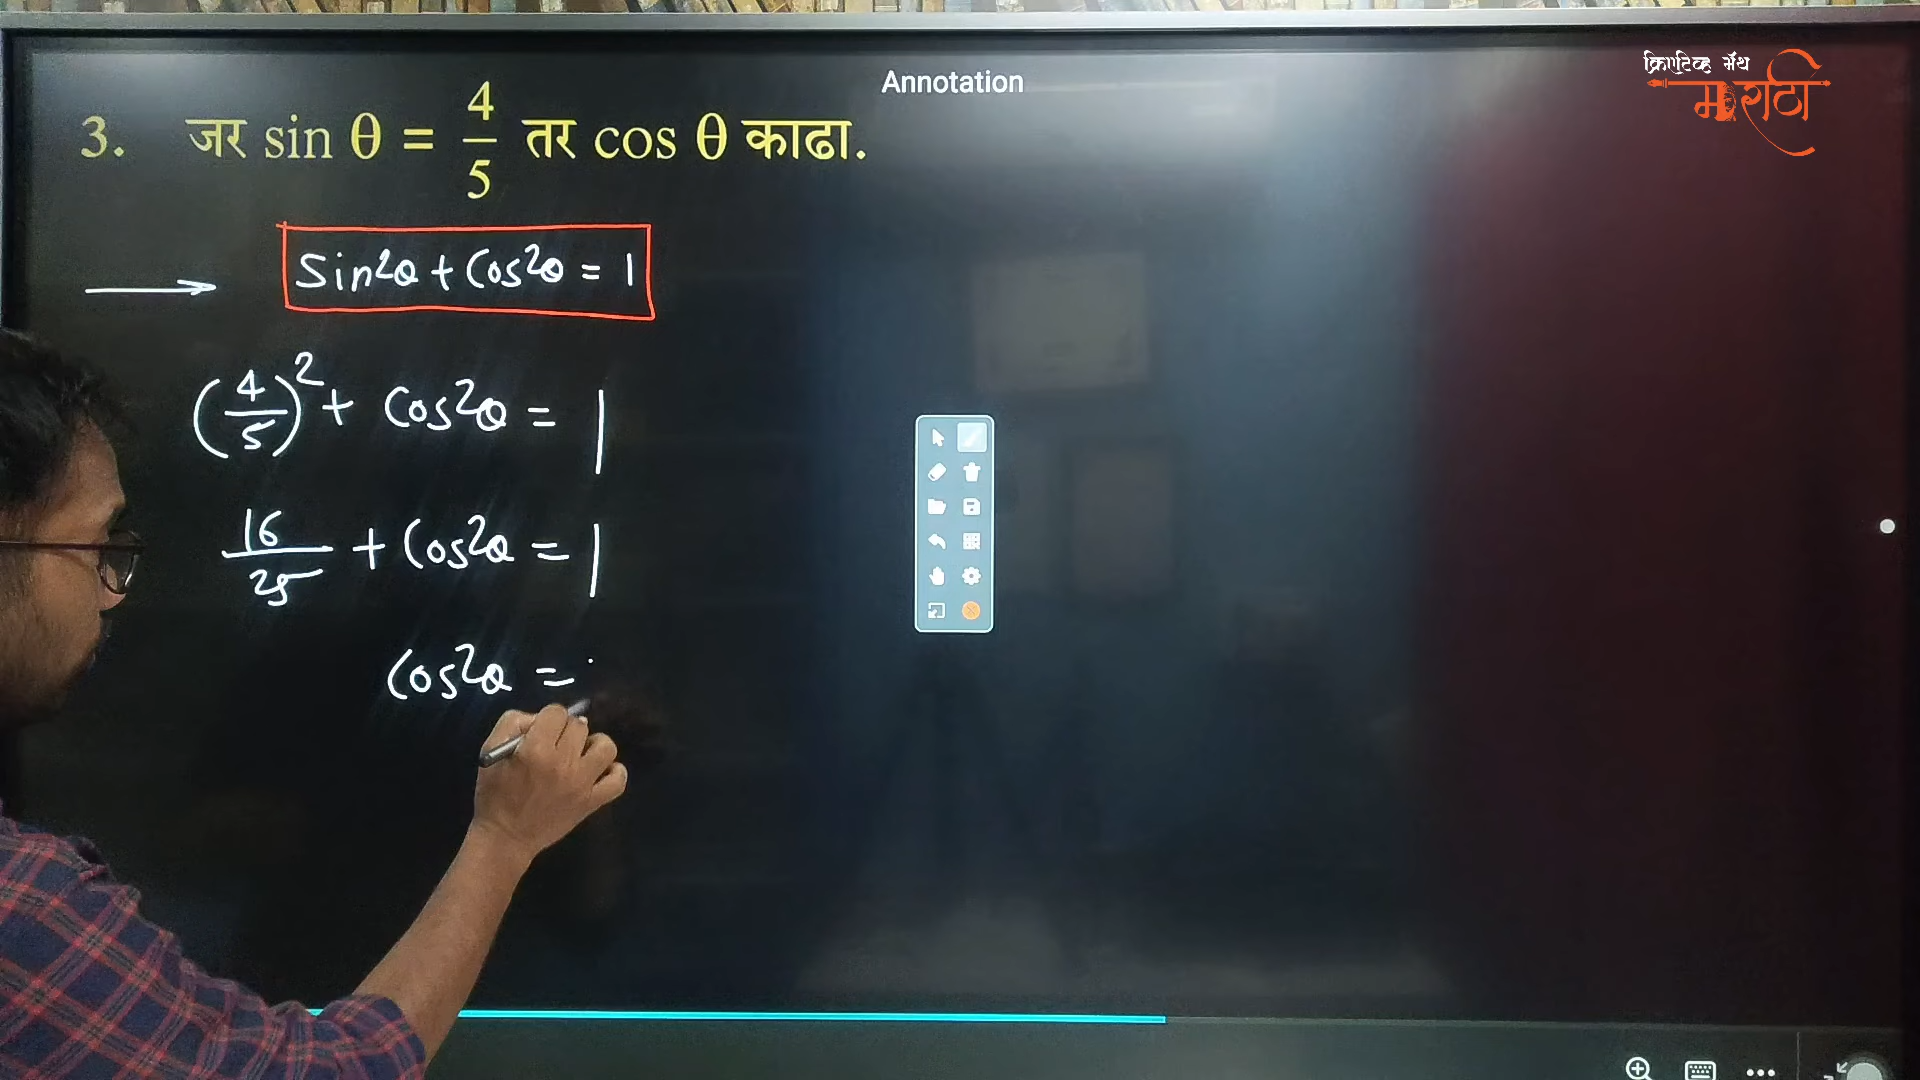 क्रिएटिव्ह मॅथ
मराठी
Annotation
3. जर sin θ = 4/5 तर cos θ काढा.
Sin²θ + Cos²θ = 1
(4/5)² + Cos²θ = 1
16/25 + Cos²θ = 1
Cos²θ =